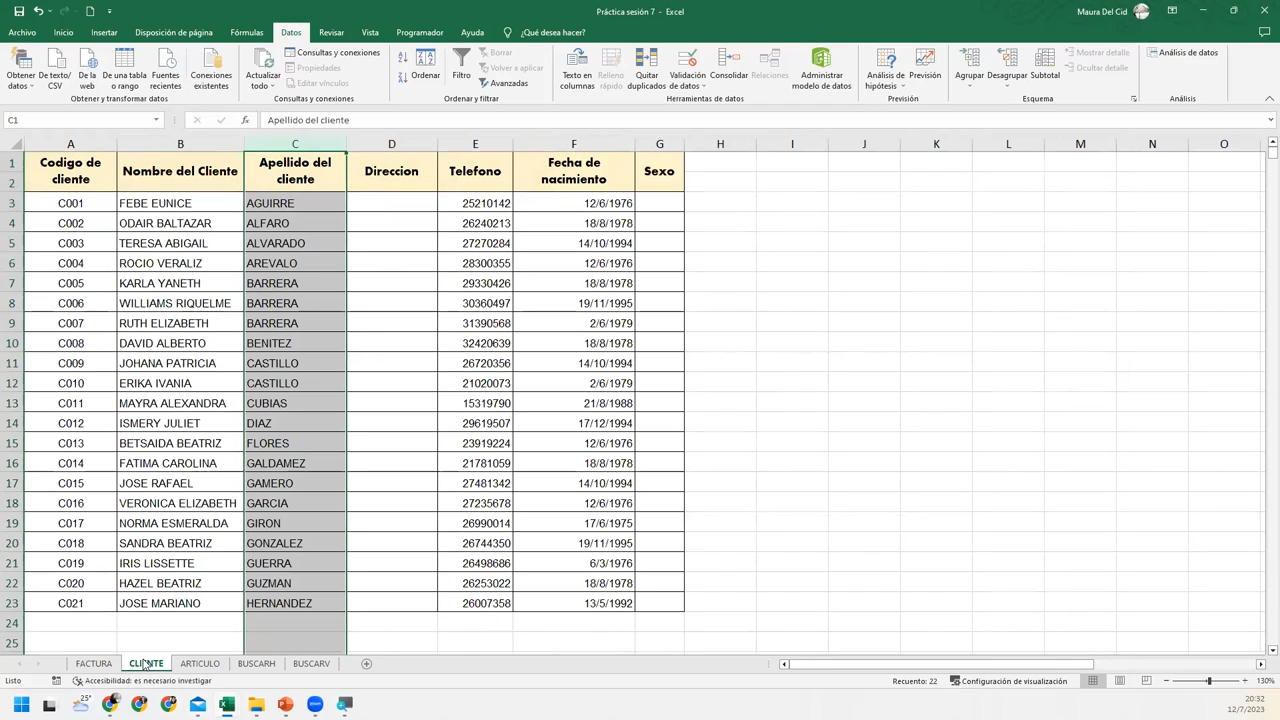 Práctica sesión 7 - Excel
Maura Del Cid
Archivo Inicio Insertar Disposición de página Fórmulas Datos Revisar Vista Programador Ayuda ¿Qué desea hacer?
Obtener datos
De texto/ CSV
De la web
De una tabla o rango
Fuentes recientes
Conexiones existentes
Obtener y transformar datos
Actualizar todo
Consultas y conexiones
Propiedades
Editar vínculos
Consultas y conexiones
Ordenar
Filtro
Borrar
Volver a aplicar
Avanzadas
Ordenar y filtrar
Texto en columnas
Relleno rápido
Quitar duplicados
Validación de datos
Consolidar
Relaciones
Administrar modelo de datos
Herramientas de datos
Análisis de hipótesis
Previsión
Previsión
Agrupar
Desagrupar
Subtotal
Mostrar detalle
Ocultar detalle
Esquema
Análisis de datos
Análisis
C1 fx Apellido del cliente
A B C D E F G H I J K L M N O
1 2 Codigo de cliente Nombre del Cliente Apellido del cliente Direccion Telefono Fecha de nacimiento Sexo
3 C001 FEBE EUNICE AGUIRRE 25210142 12/6/1976
4 C002 ODAIR BALTAZAR ALFARO 26240213 18/8/1978
5 C003 TERESA ABIGAIL ALVARADO 27270284 14/10/1994
6 C004 ROCIO VERALIZ AREVALO 28300355 12/6/1976
7 C005 KARLA YANETH BARRERA 29330426 18/8/1978
8 C006 WILLIAMS RIQUELME BARRERA 30360497 19/11/1995
9 C007 RUTH ELIZABETH BARRERA 31390568 2/6/1979
10 C008 DAVID ALBERTO BENITEZ 32420639 18/8/1978
11 C009 JOHANA PATRICIA CASTILLO 26720356 14/10/1994
12 C010 ERIKA IVANIA CASTILLO 21020073 2/6/1979
13 C011 MAYRA ALEXANDRA CUBIAS 15319790 21/8/1988
14 C012 ISMERY JULIET DIAZ 29619507 17/12/1994
15 C013 BETSAIDA BEATRIZ FLORES 23919224 12/6/1976
16 C014 FATIMA CAROLINA GALDAMEZ 21781059 18/8/1978
17 C015 JOSE RAFAEL GAMERO 27481342 14/10/1994
18 C016 VERONICA ELIZABETH GARCIA 27235678 12/6/1976
19 C017 NORMA ESMERALDA GIRON 26990014 17/6/1975
20 C018 SANDRA BEATRIZ GONZALEZ 26744350 19/11/1995
21 C019 IRIS LISSETTE GUERRA 26498686 6/3/1976
22 C020 HAZEL BEATRIZ GUZMAN 26253022 18/8/1978
23 C021 JOSE MARIANO HERNANDEZ 26007358 13/5/1992
24
25
FACTURA CLIENTE ARTICULO BUSCARH BUSCARV
Listo Accesibilidad: es necesario investigar Recuento: 22 Configuración de visualización 130%
25° 20:32
12/7/2023